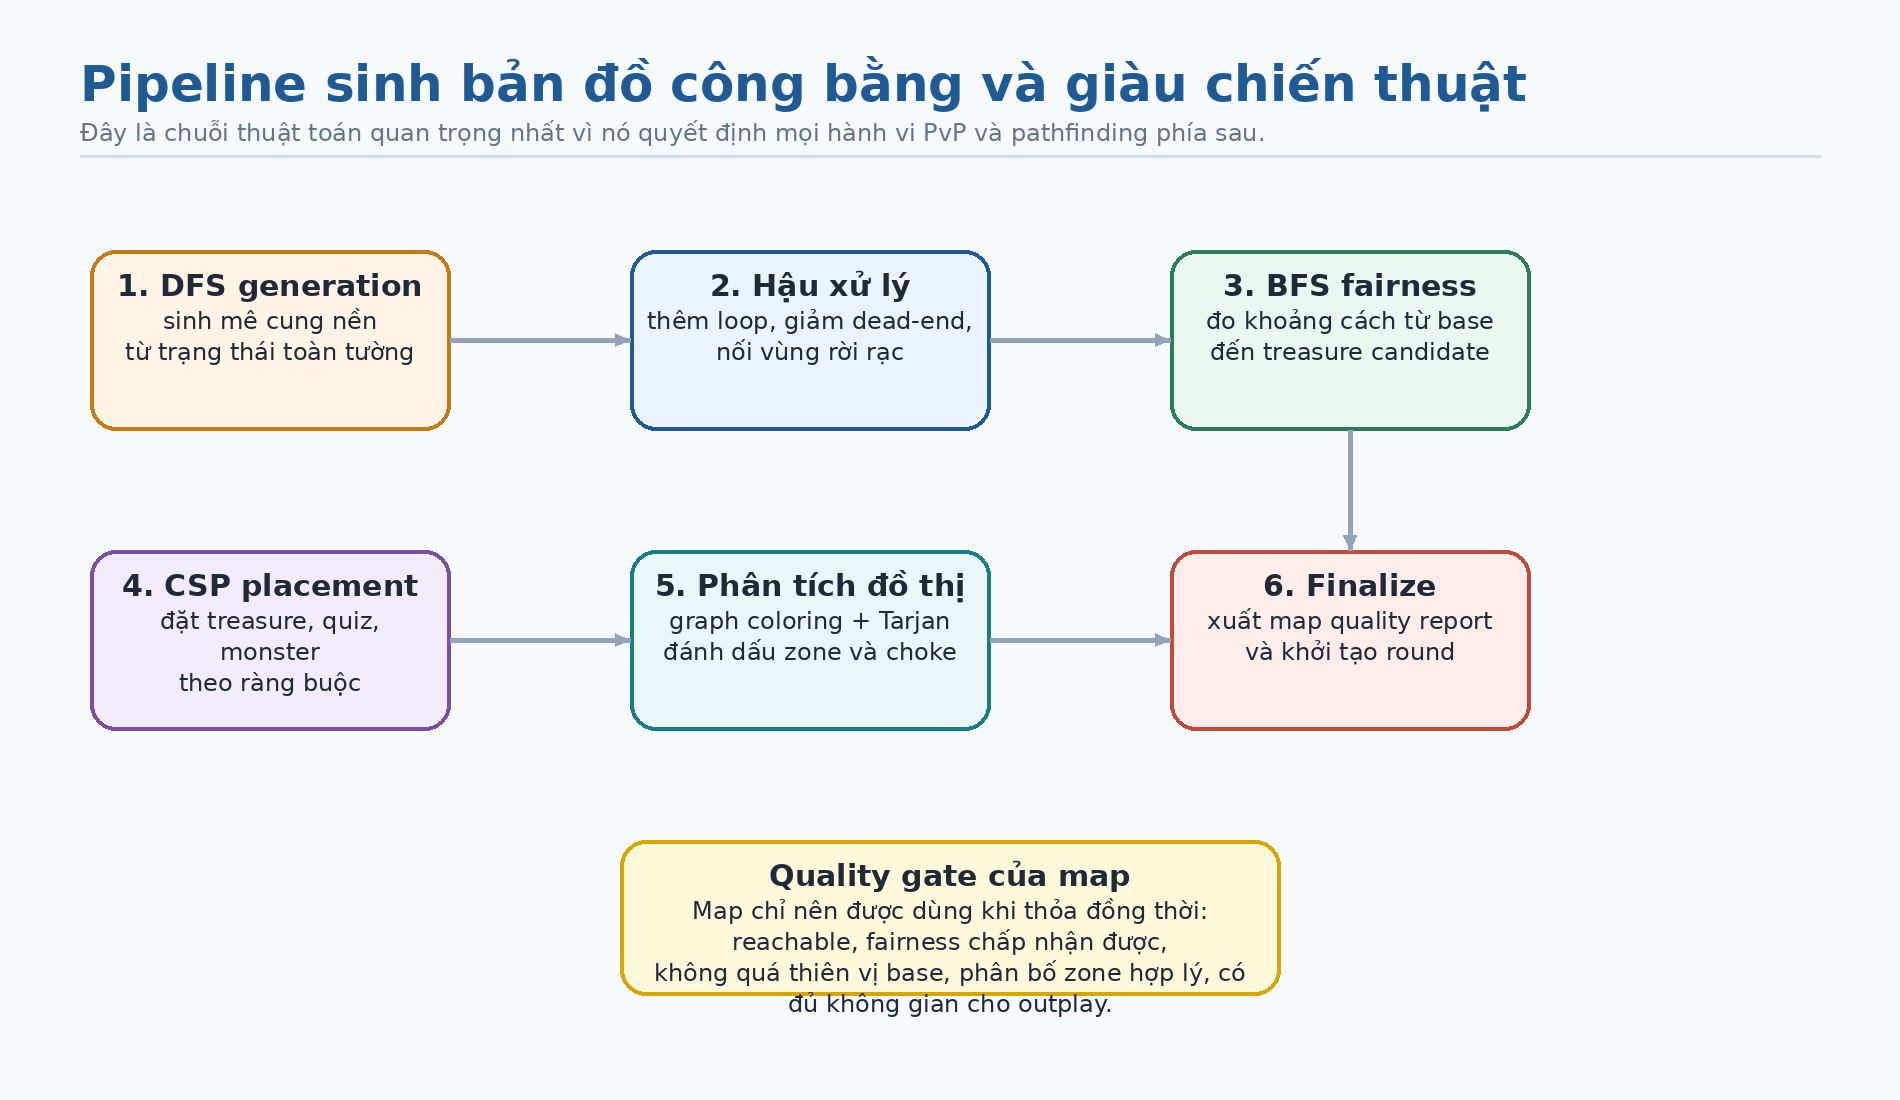 Pipeline sinh bản đồ công bằng và giàu chiến thuật
Đây là chuỗi thuật toán quan trọng nhất vì nó quyết định mọi hành vi PvP và pathfinding phía sau.
1. DFS generation
sinh mê cung nền
từ trạng thái toàn tường
2. Hậu xử lý
thêm loop, giảm dead-end,
nối vùng rời rạc
3. BFS fairness
đo khoảng cách từ base
đến treasure candidate
4. CSP placement
đặt treasure, quiz,
monster
theo ràng buộc
5. Phân tích đồ thị
graph coloring + Tarjan
đánh dấu zone và choke
6. Finalize
xuất map quality report
và khởi tạo round
Quality gate của map
Map chỉ nên được dùng khi thỏa đồng thời:
reachable, fairness chấp nhận được,
không quá thiên vị base, phân bố zone hợp lý, có
đủ không gian cho outplay.